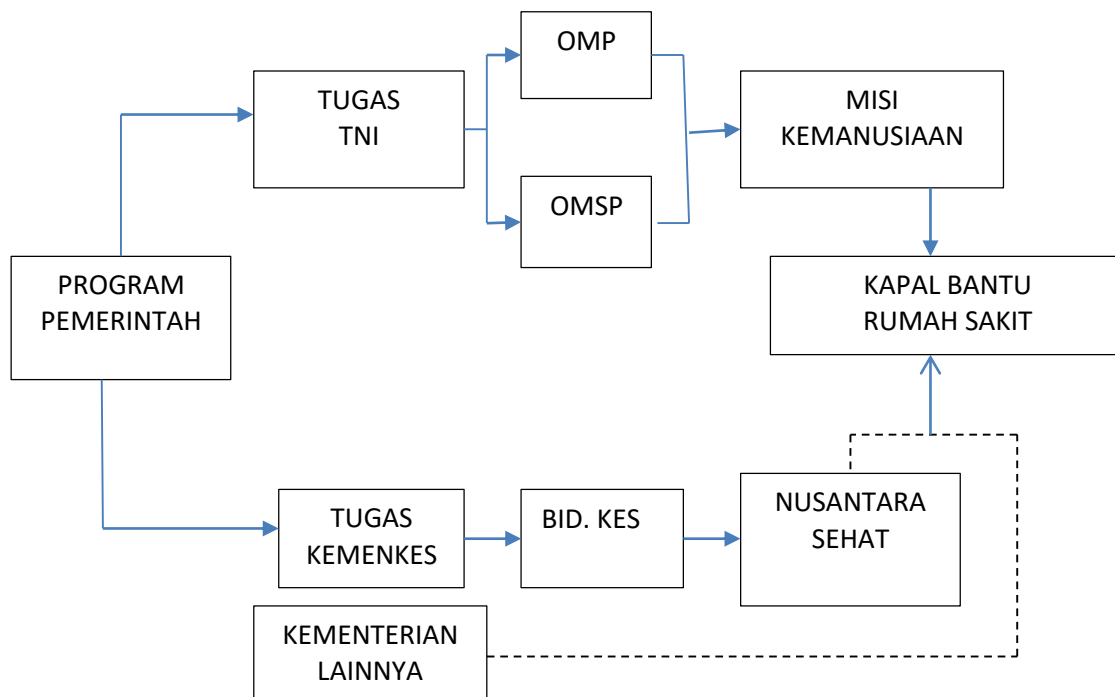 OMP
TUGAS
TNI
MISI
KEMANUSIAAN
OMSP
PROGRAM
PEMERINTAH
KAPAL BANTU
RUMAH SAKIT
TUGAS
KEMENKES
BID. KES
NUSANTARA
SEHAT
KEMENTERIAN
LAINNYA